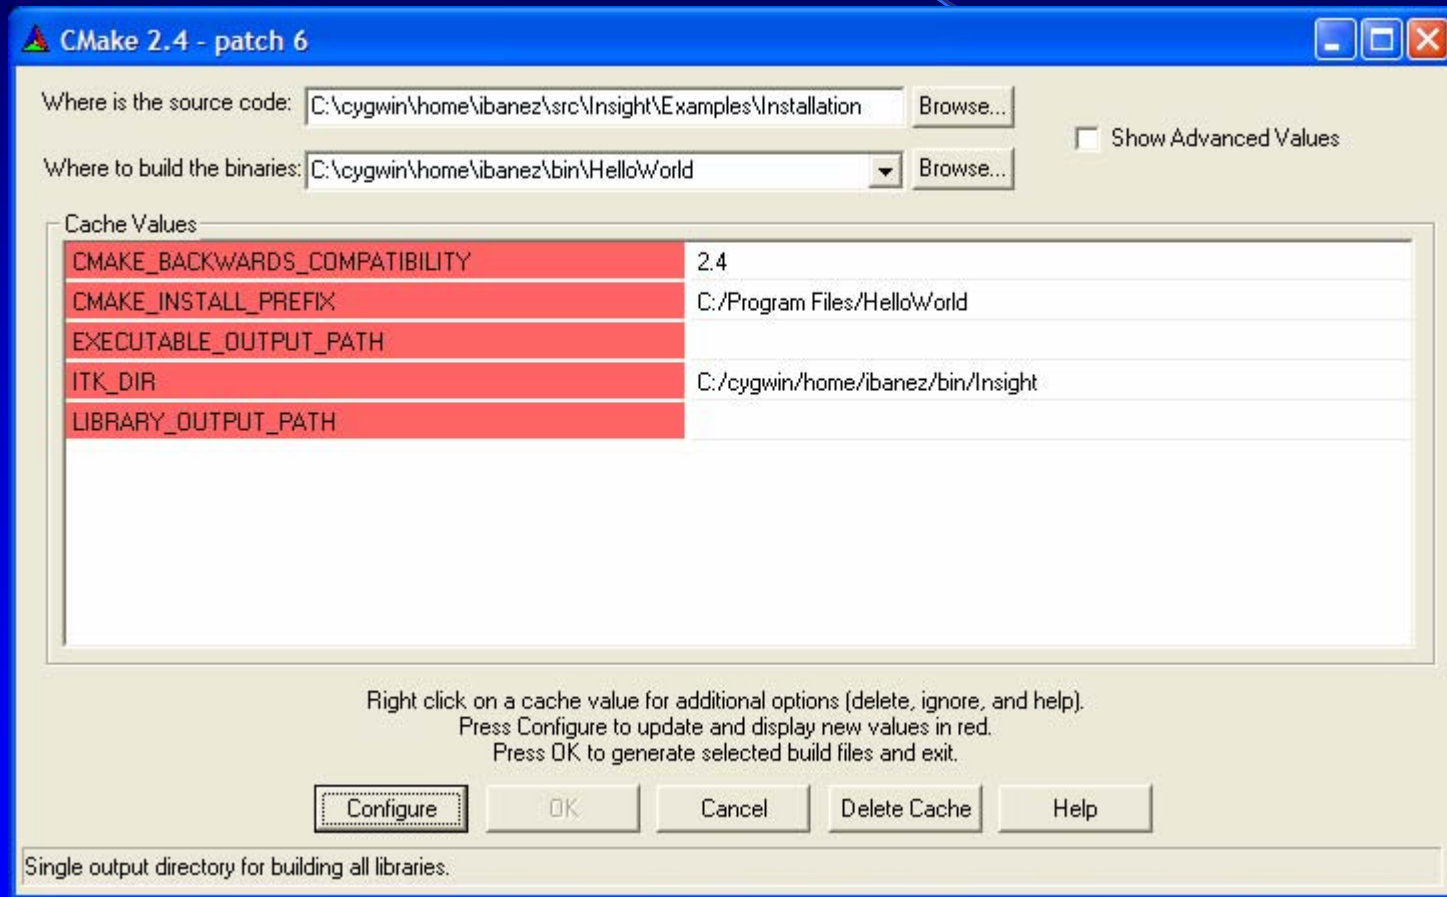 CMake 2.4 - patch 6
Where is the source code: C:\cygwin\home\ibanez\src\Insight\Examples\Installation Browse...
Show Advanced Values
Where to build the binaries: C:\cygwin\home\ibanez\bin\HelloWorld Browse...
Cache Values
CMAKE_BACKWARDS_COMPATIBILITY 2.4
CMAKE_INSTALL_PREFIX C:/Program Files/HelloWorld
EXECUTABLE_OUTPUT_PATH
ITK_DIR C:/cygwin/home/ibanez/bin/Insight
LIBRARY_OUTPUT_PATH
Right click on a cache value for additional options (delete, ignore, and help).
Press Configure to update and display new values in red.
Press OK to generate selected build files and exit.
Configure OK Cancel Delete Cache Help
Single output directory for building all libraries.